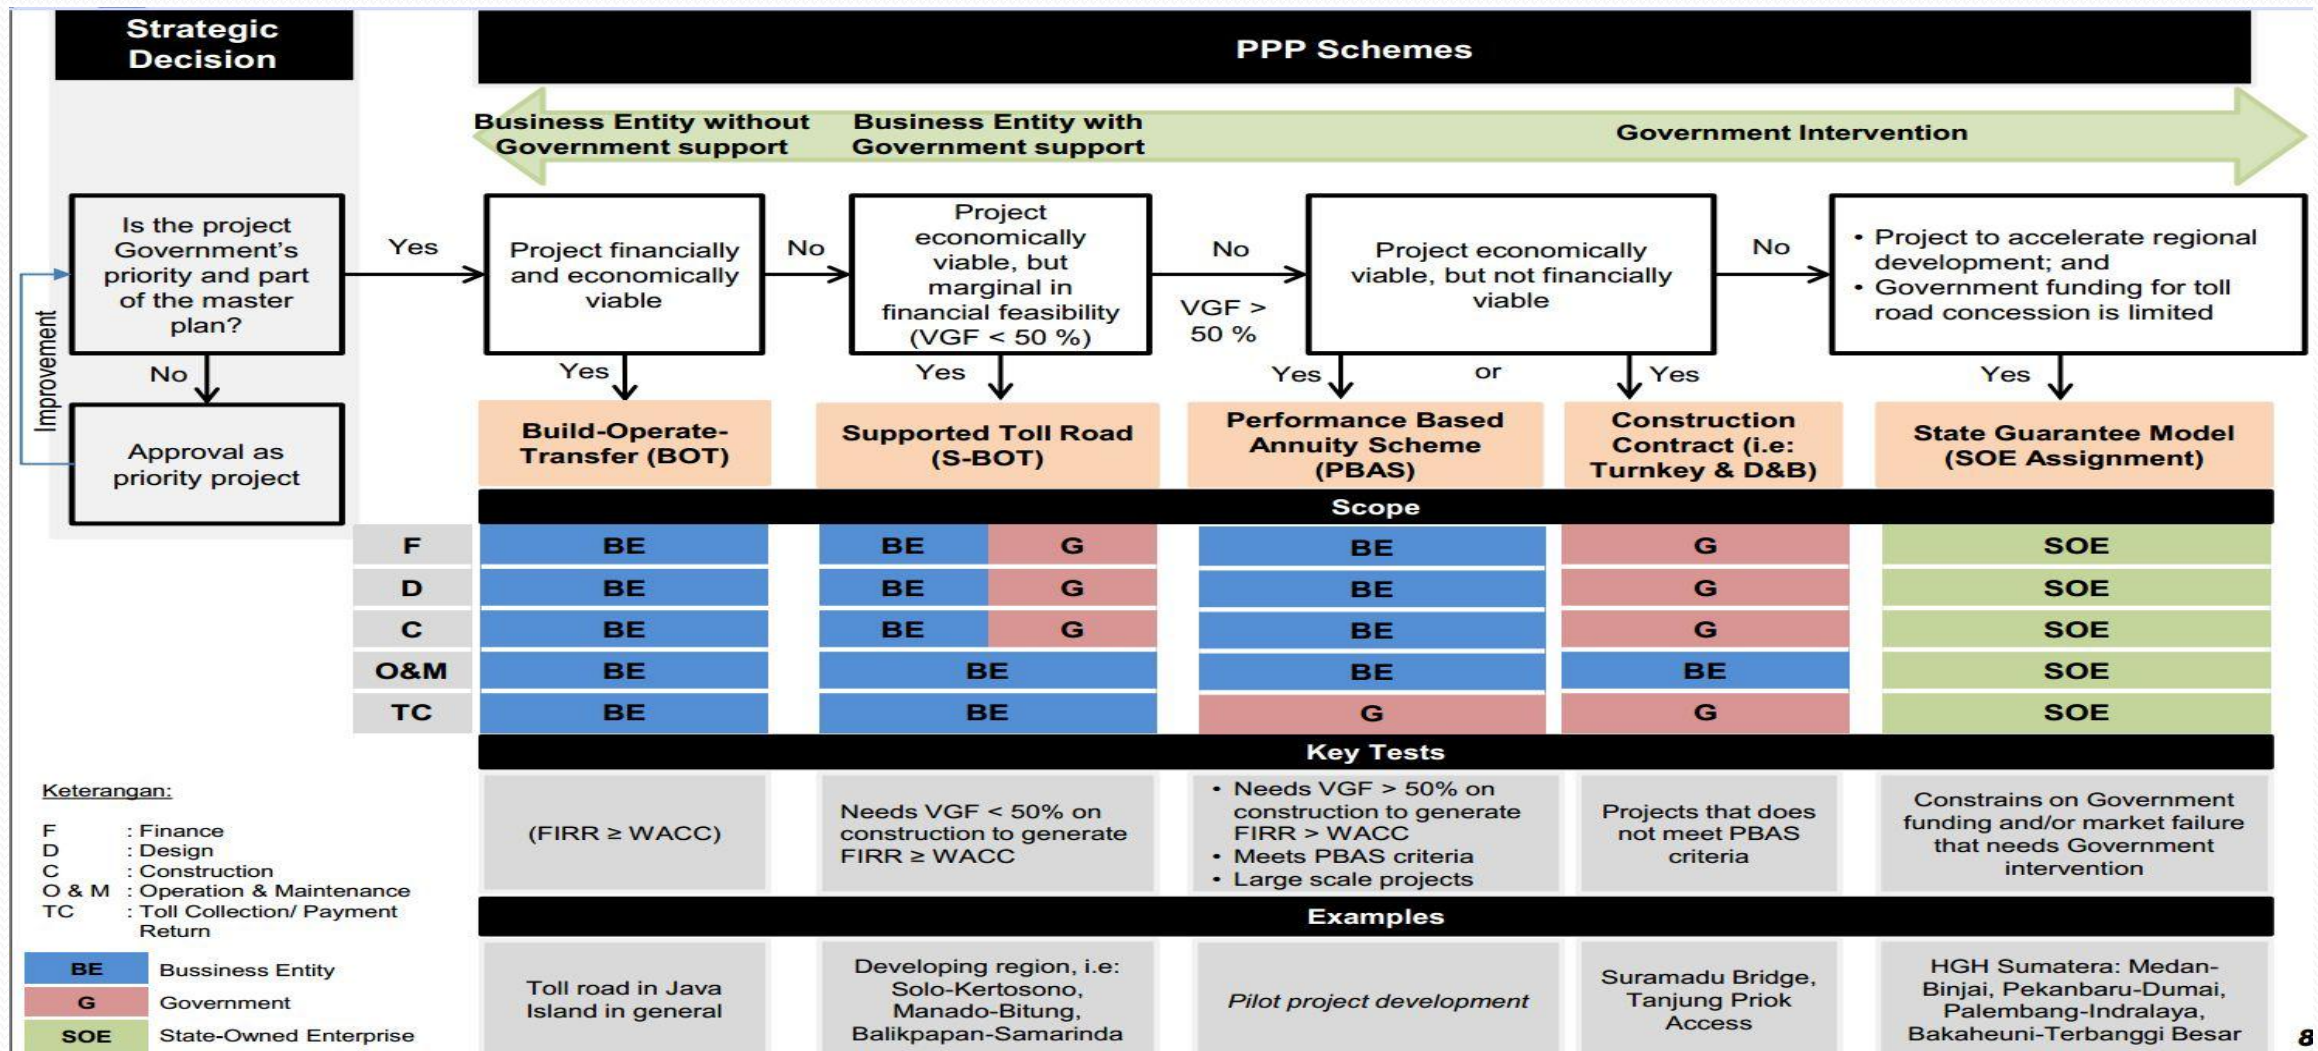 Strategic
Decision
PPP Schemes
Business Entity without
Government support
Business Entity with
Government support
Government Intervention
Is the project
Government's
priority and part
of the master
plan?
Yes
Project financially
and economically
viable
No
Project
economically
viable, but
marginal in
financial feasibility
(VGF < 50 %)
No
VGF >
50 %
Project economically
viable, but not financially
viable
No
• Project to accelerate regional
development; and
• Government funding for toll
road concession is limited
Improvement
No
Yes
Yes
Yes
or
Yes
Yes
Approval as
priority project
Build-Operate-
Transfer (BOT)
Supported Toll Road
(S-BOT)
Performance Based
Annuity Scheme
(PBAS)
Construction
Contract (i.e:
Turnkey & D&B)
State Guarantee Model
(SOE Assignment)
Scope
F BE BE G BE G SOE
D BE BE G BE G SOE
C BE BE G BE G SOE
O&M BE BE BE BE SOE
TC BE BE G G SOE
Key Tests
(FIRR ≥ WACC)
Needs VGF < 50% on
construction to generate
FIRR ≥ WACC
• Needs VGF > 50% on
construction to generate
FIRR > WACC
• Meets PBAS criteria
• Large scale projects
Projects that does
not meet PBAS
criteria
Constrains on Government
funding and/or market failure
that needs Government
intervention
Examples
Toll road in Java
Island in general
Developing region, i.e:
Solo-Kertosono,
Manado-Bitung,
Balikpapan-Samarinda
Pilot project development
Suramadu Bridge,
Tanjung Priok
Access
HGH Sumatera: Medan-
Binjai, Pekanbaru-Dumai,
Palembang-Indralaya,
Bakaheuni-Terbanggi Besar
Keterangan:
F : Finance
D : Design
C : Construction
O & M : Operation & Maintenance
TC : Toll Collection/ Payment
Return
BE Bussiness Entity
G Government
SOE State-Owned Enterprise
8